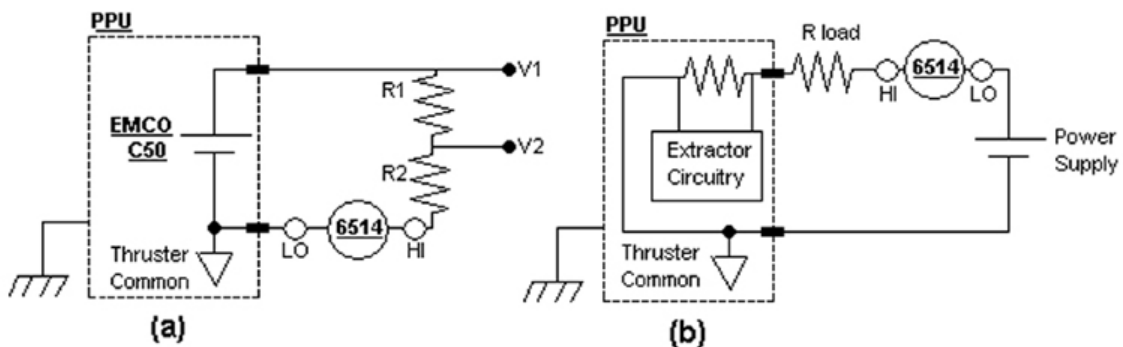 PPU
V1
R1
EMCO
C50
V2
R2
6514
LO
HI
Thruster
Common
(a)
PPU
R load
6514
HI
LO
Extractor
Circuitry
Power
Supply
Thruster
Common
(b)